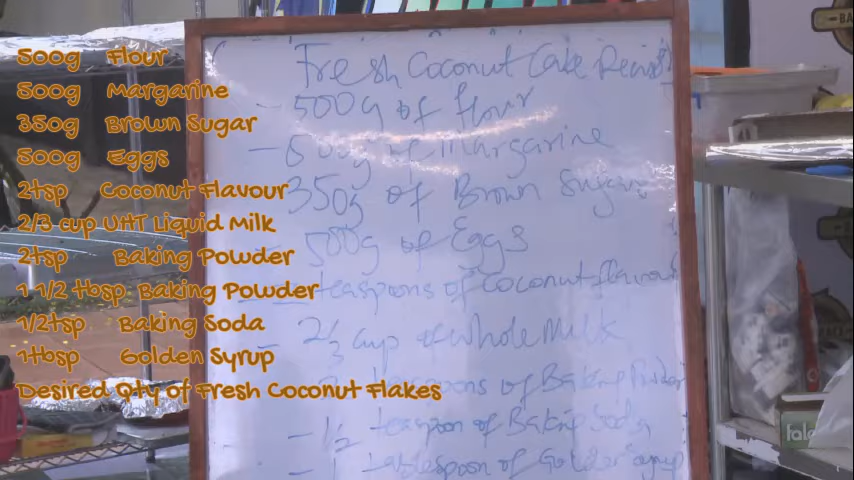 500g Flour
500g Margarine
350g Brown Sugar
500g Eggs
2tsp Coconut Flavour
2/3 cup UHT Liquid Milk
2tsp Baking Powder
1 1/2 tbsp Baking Powder
1/2tsp Baking Soda
1tbsp Golden Syrup
Desired Qty of Fresh Coconut Flakes
Fresh Coconut Cake
- 500g of flour
- 500g of Margarine
350g of Brown Sugar
- 500g of Eggs
teaspoons of Coconut flavour
- 2/3 cup of whole Milk
teaspoons of Baking Powder
- 1/2 teaspoon of Baking Soda
- 1 tablespoon of Golden Syrup